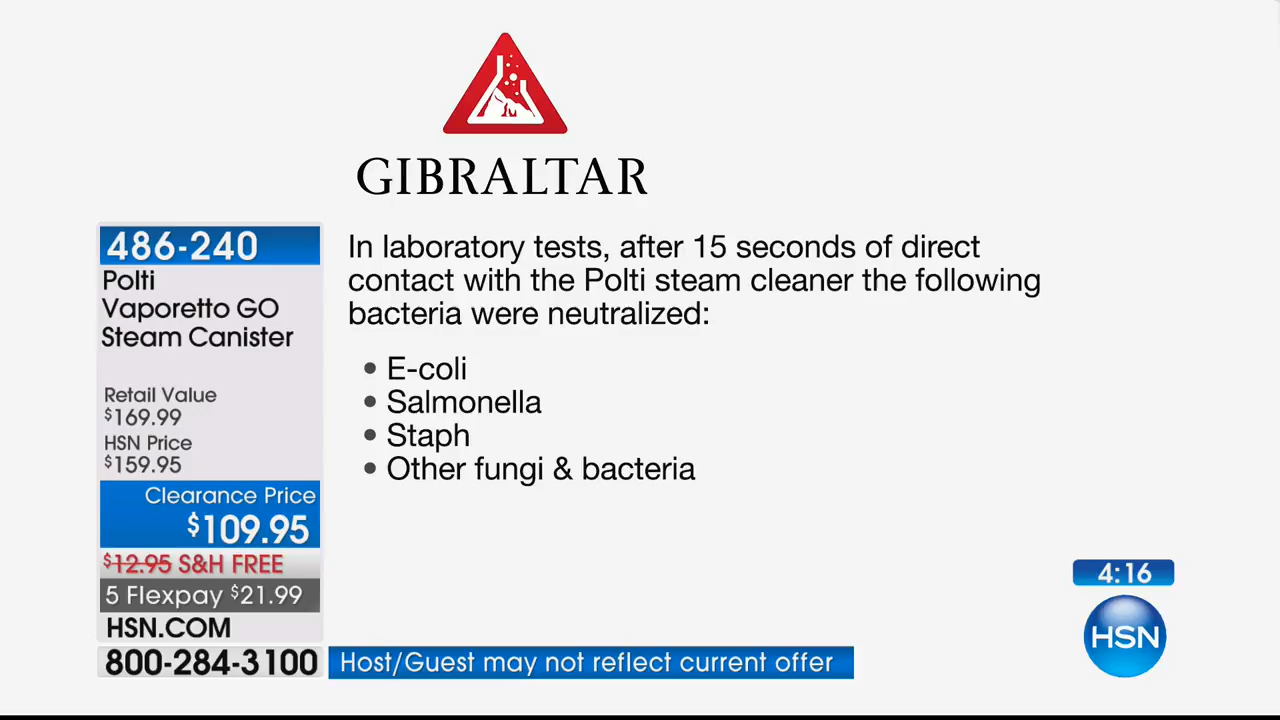 GIBRALTAR
486-240
Polti
Vaporetto GO
Steam Canister
Retail Value
$169.99
HSN Price
$159.95
Clearance Price
$109.95
$12.95 S&H FREE
5 Flexpay $21.99
HSN.COM
800-284-3100
In laboratory tests, after 15 seconds of direct
contact with the Polti steam cleaner the following
bacteria were neutralized:
• E-coli
• Salmonella
• Staph
• Other fungi & bacteria
4:16
HSN
Host/Guest may not reflect current offer